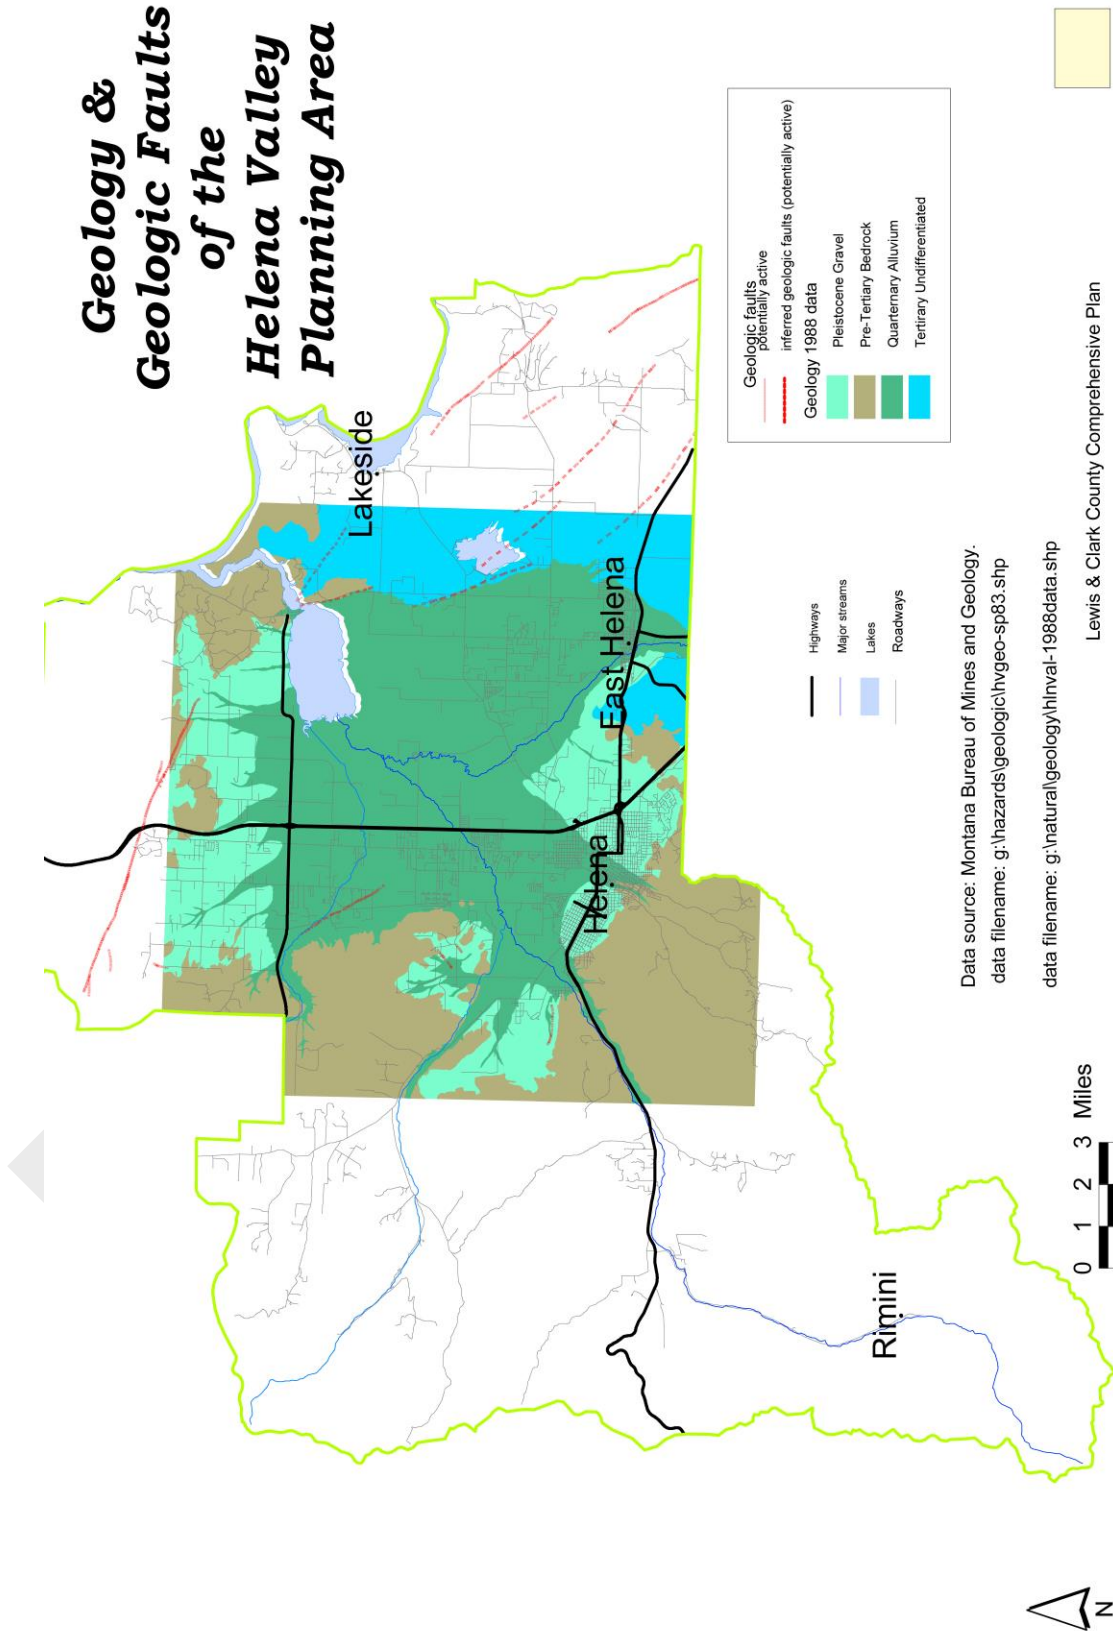 Geology &
Geologic Faults
of the
Helena Valley
Planning Area
Lakeside
East Helena
Helena
Rimini
Geologic faults
potentially active
inferred geologic faults (potentially active)
Geology 1988 data
Pleistocene Gravel
Pre-Tertiary Bedrock
Quarternary Alluvium
Tertirary Undifferentiated
Highways
Major streams
Lakes
Roadways
Data source: Montana Bureau of Mines and Geology.
data filename: g:\hazards\geologic\hvgeo-sp83.shp
data filename: g:\natural\geology\hlnval-1988data.shp
Lewis & Clark County Comprehensive Plan
0 1 2 3 Miles
N